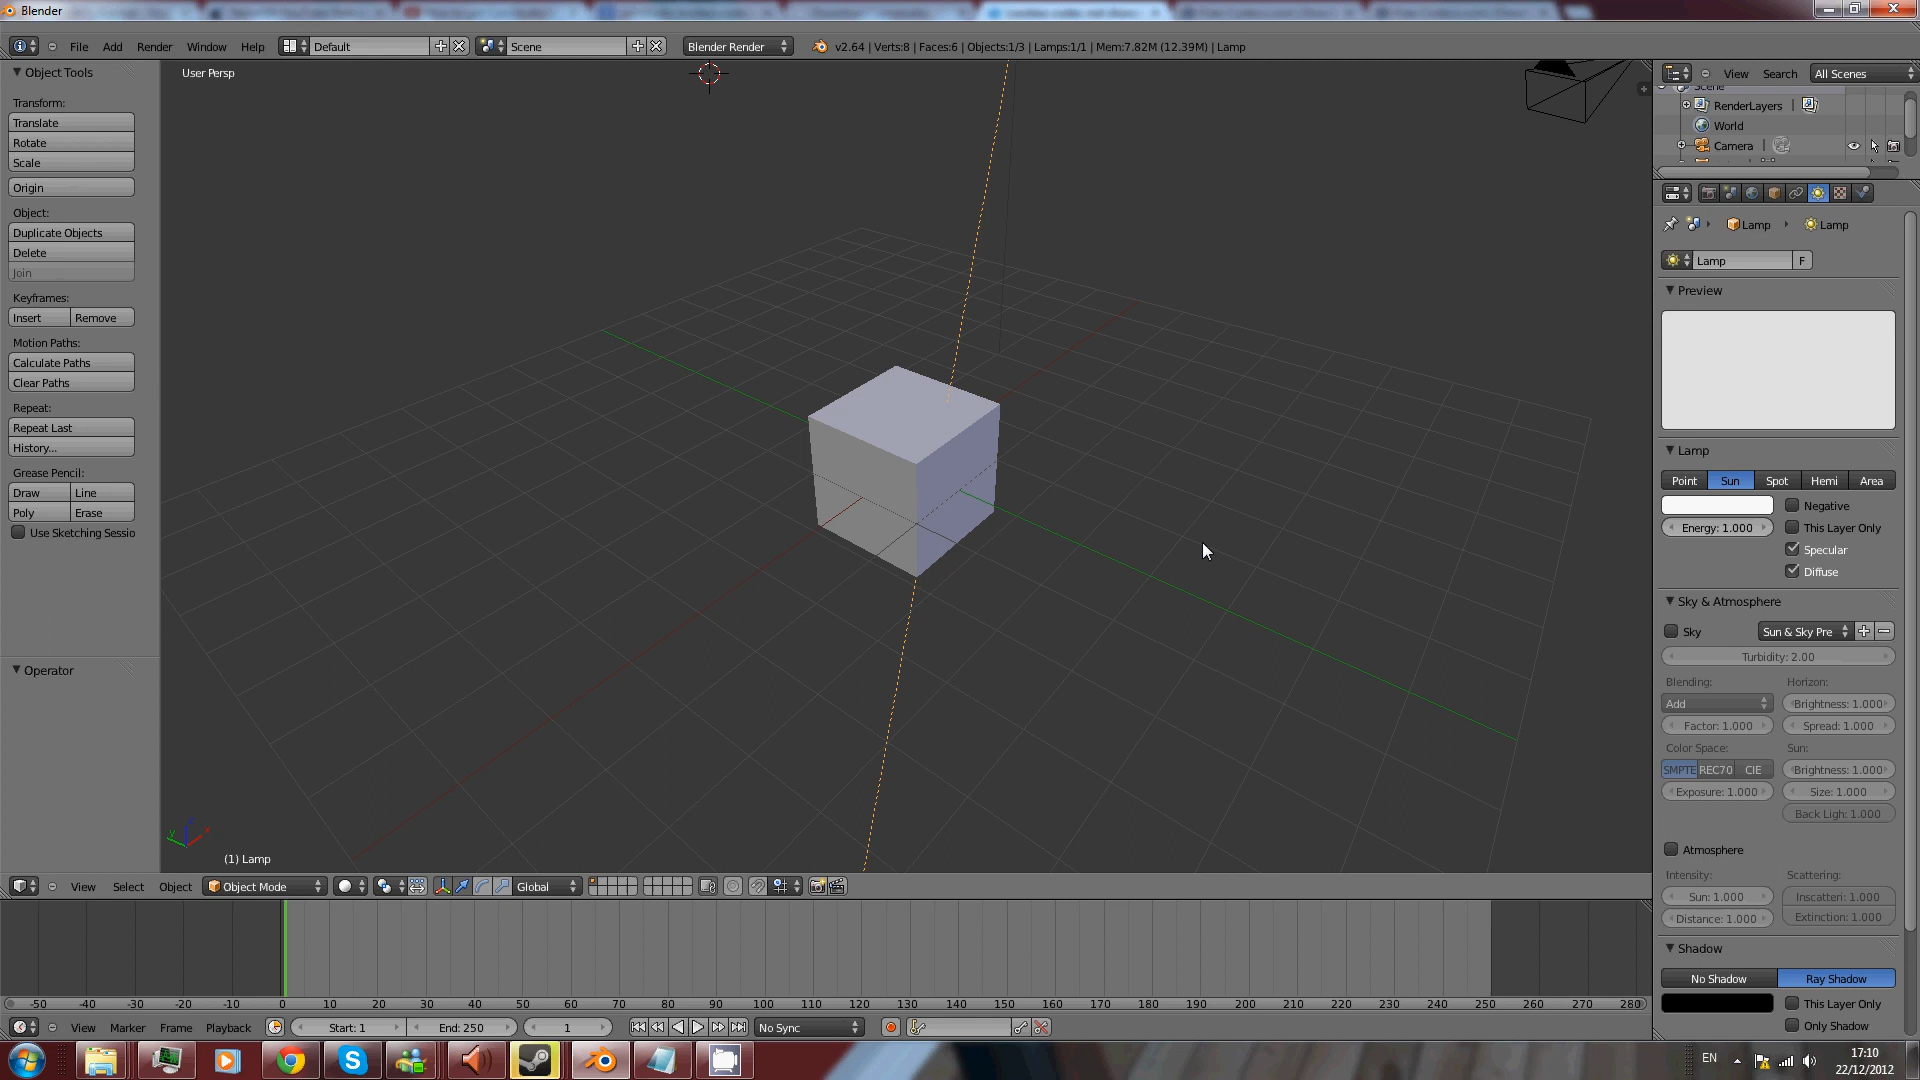 Blender
File Add Render Window Help Default Scene Blender Render v2.64 | Verts:8 | Faces:6 | Objects:1/3 | Lamps:1/1 | Mem:7.82M (12.39M) | Lamp
Object Tools
Transform:
Translate
Rotate
Scale
Origin
Object:
Duplicate Objects
Delete
Join
Keyframes:
Insert Remove
Motion Paths:
Calculate Paths
Clear Paths
Repeat:
Repeat Last
History...
Grease Pencil:
Draw Line
Poly Erase
Use Sketching Sessio
Operator
User Persp
(1) Lamp
View Select Object Object Mode Global
-50 -40 -30 -20 -10 0 10 20 30 40 50 60 70 80 90 100 110 120 130 140 150 160 170 180 190 200 210 220 230 240 250 260 270 280
View Marker Frame Playback Start: 1 End: 250 1 No Sync
View Search All Scenes
Scene
RenderLayers |
World
Camera |
Lamp Lamp
Lamp F
Preview
Lamp
Point Sun Spot Hemi Area
Negative
Energy: 1.000 This Layer Only
Specular
Diffuse
Sky & Atmosphere
Sky Sun & Sky Pre
Turbidity: 2.00
Blending: Horizon:
Add Brightness: 1.000
Factor: 1.000 Spread: 1.000
Color Space: Sun:
SMPTE REC70 CIE Brightness: 1.000
Exposure: 1.000 Size: 1.000
Back Ligh: 1.000
Atmosphere
Intensity: Scattering:
Sun: 1.000 Inscatteri: 1.000
Distance: 1.000 Extinction: 1.000
Shadow
No Shadow Ray Shadow
This Layer Only
Only Shadow
EN 17:10
22/12/2012